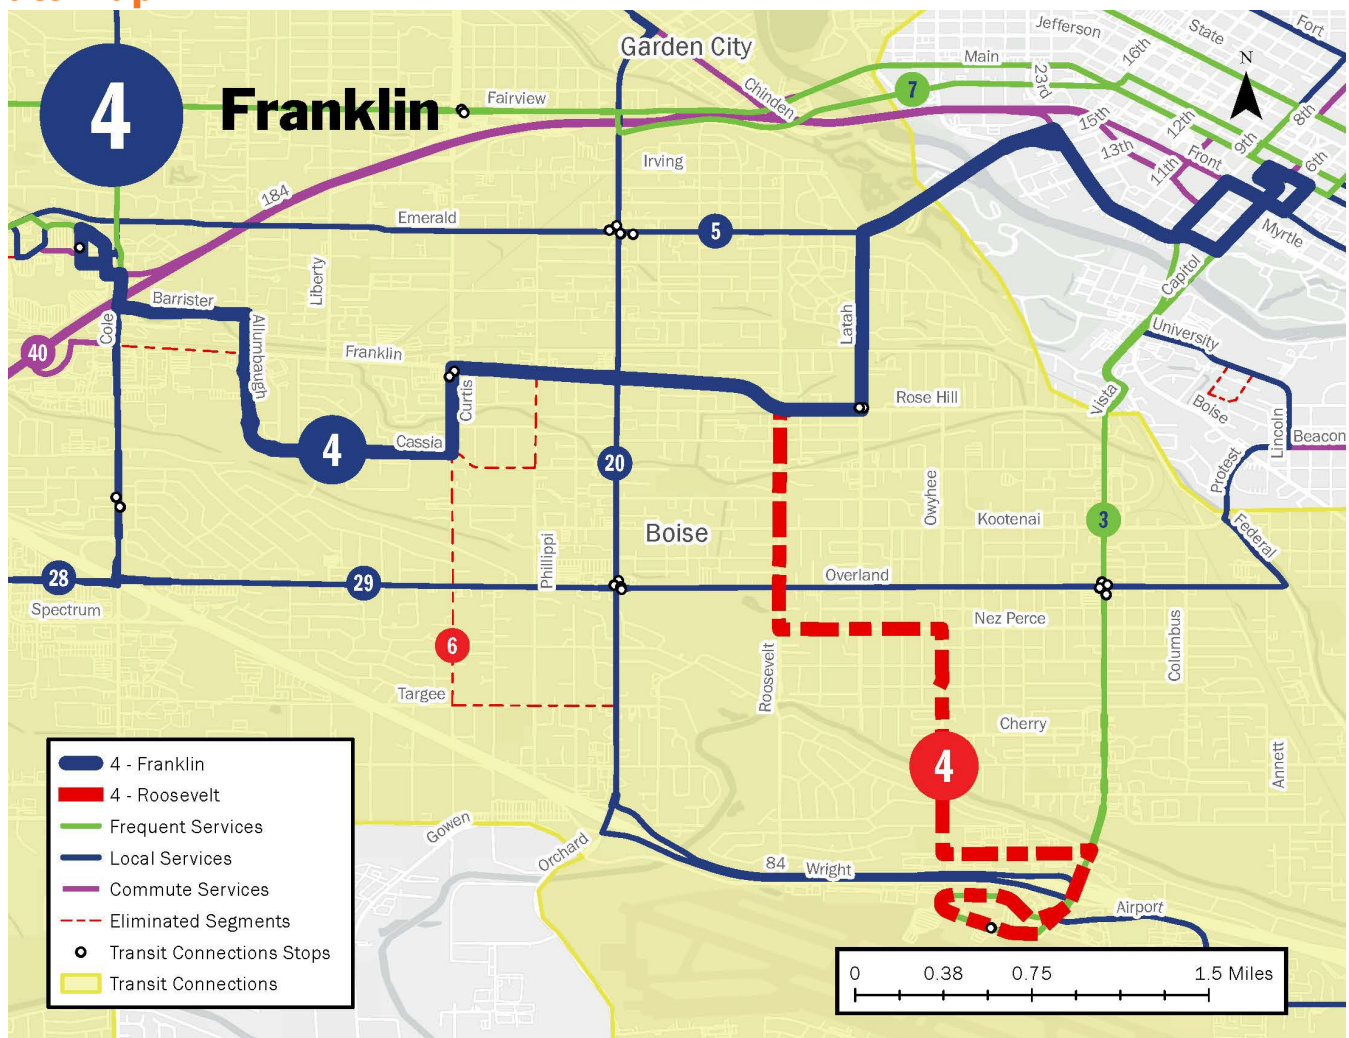 Garden City
Jefferson
State
Fort
16th
Main
23rd
N
4
Franklin
Fairview
Chinden
7
15th
12th
8th
9th
13th
Front
11th
6th
Irving
184
Emerald
5
Myrtle
Capitol
Liberty
Barrister
Cole
Allumbaugh
Latah
University
40
Franklin
Curtis
Rose Hill
Vista
Boise
Lincoln
Beacon
4
Cassia
20
Protest
Owyhee
Kootenai
3
Boise
Federal
Phillippi
28
29
Overland
Spectrum
Nez Perce
Columbus
6
Roosevelt
Targee
Cherry
4
Annett
4 - Franklin
4 - Roosevelt
Frequent Services
Local Services
Commute Services
Eliminated Segments
Transit Connections Stops
Transit Connections
Gowen
Orchard
84
Wright
Airport
0 0.38 0.75 1.5 Miles